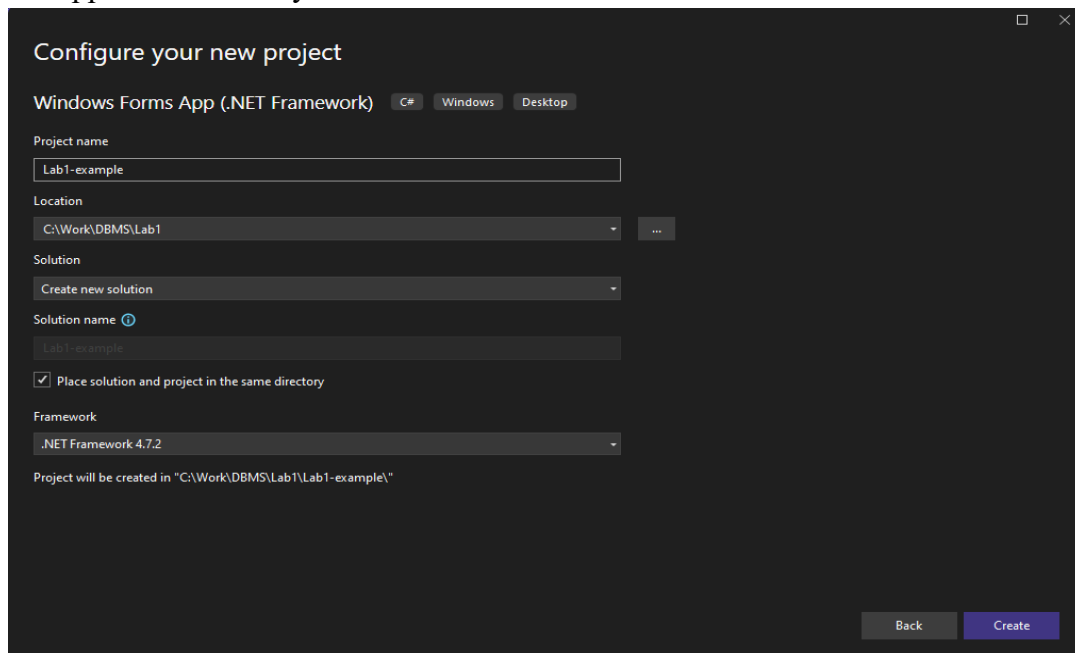 Configure your new project
Windows Forms App (.NET Framework) C# Windows Desktop
Project name
Lab1-example
Location
C:\Work\DBMS\Lab1 ...
Solution
Create new solution
Solution name
Lab1-example
Place solution and project in the same directory
Framework
.NET Framework 4.7.2
Project will be created in "C:\Work\DBMS\Lab1\Lab1-example\"
Back Create